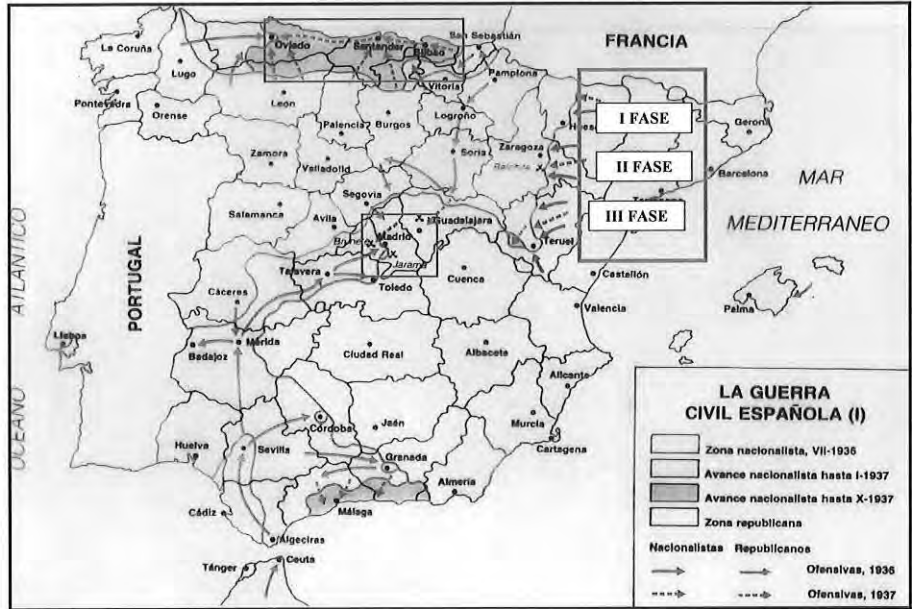 La Coruña
Oviedo
Santander
Bilbao
San Sebastián
FRANCIA
Lugo
Vitoria
Pamplona
Pontevedra
Orense
León
Palencia
Burgos
Logroño
I FASE
Gerona
Zamora
Valladolid
Soria
Zaragoza
II FASE
Barcelona
MAR
Segovia
Salamanca
Avila
Guadalajara
Madrid
Jarama
Teruel
III FASE
MEDITERRANEO
OCEANO ATLANTICO
PORTUGAL
Talavera
Toledo
Cuenca
Castellón
Cáceres
Valencia
Palma
Lisboa
Badajoz
Mérida
Ciudad Real
Albacete
Alicante
Córdoba
Jaén
Murcia
Cartagena
Huelva
Sevilla
Granada
Almería
Cádiz
Málaga
Algeciras
Tánger
Ceuta
LA GUERRA
CIVIL ESPAÑOLA (I)
Zona nacionalista, VII-1936
Avance nacionalista hasta I-1937
Avance nacionalista hasta X-1937
Zona republicana
Nacionalistas Republicanos
Ofensivas, 1936
Ofensivas, 1937